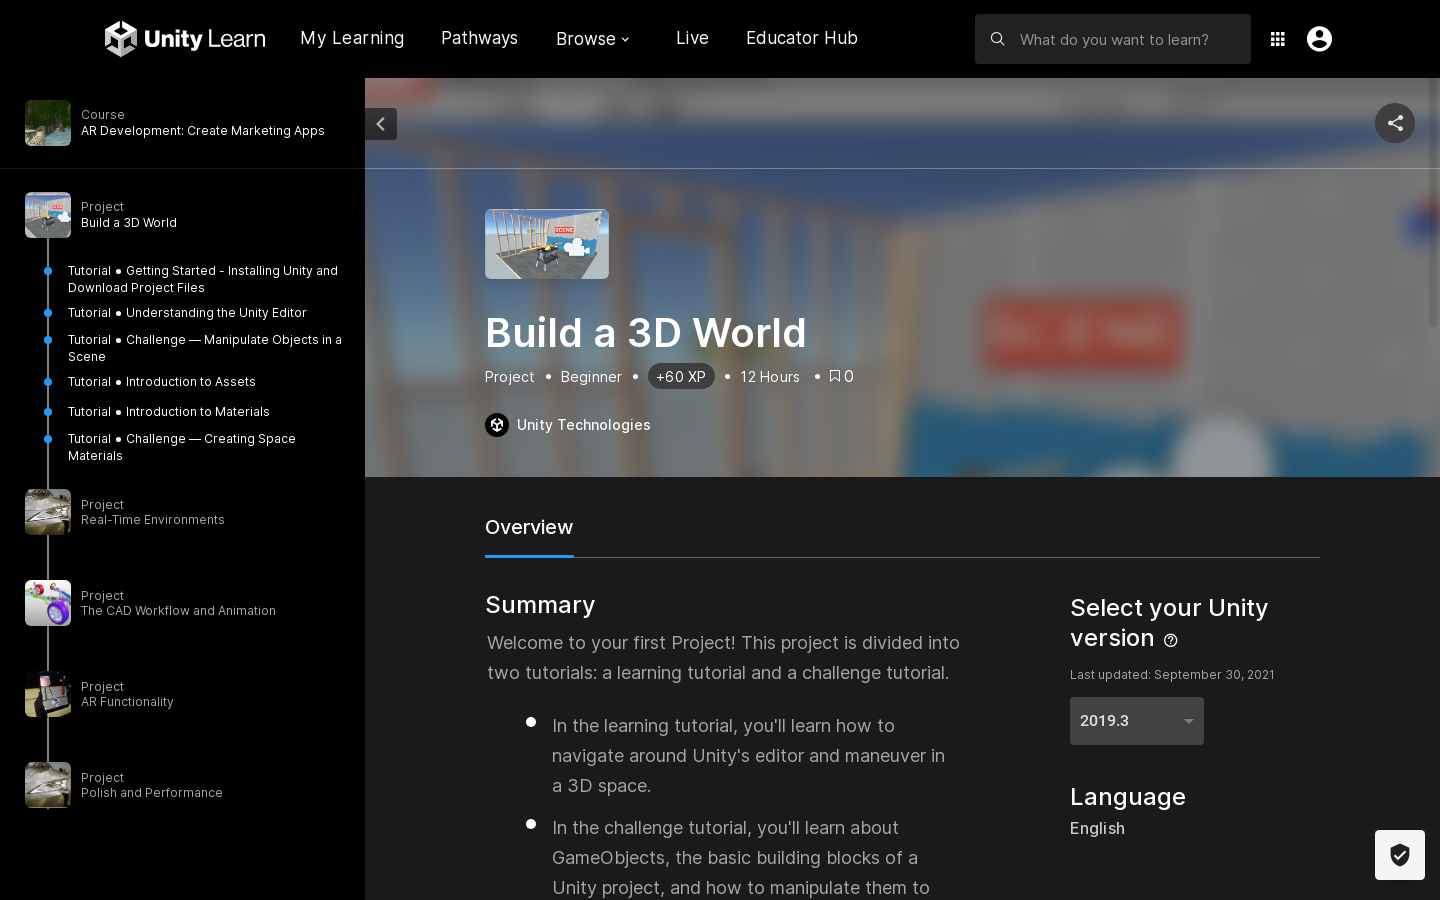 Unity Learn
My Learning
Pathways
Browse
Live
Educator Hub
What do you want to learn?
Course
AR Development: Create Marketing Apps
Project
Build a 3D World
Tutorial • Getting Started - Installing Unity and
Download Project Files
Tutorial • Understanding the Unity Editor
Tutorial • Challenge — Manipulate Objects in a
Scene
Tutorial • Introduction to Assets
Tutorial • Introduction to Materials
Tutorial • Challenge — Creating Space
Materials
Project
Real-Time Environments
Project
The CAD Workflow and Animation
Project
AR Functionality
Project
Polish and Performance
SCENE
SCENE
Build a 3D World
Project • Beginner • +60 XP • 12 Hours • 0
Unity Technologies
Overview
Summary
Welcome to your first Project! This project is divided into
two tutorials: a learning tutorial and a challenge tutorial.
• In the learning tutorial, you'll learn how to
navigate around Unity's editor and maneuver in
a 3D space.
• In the challenge tutorial, you'll learn about
GameObjects, the basic building blocks of a
Unity project, and how to manipulate them to
Select your Unity
version
Last updated: September 30, 2021
2019.3
Language
English